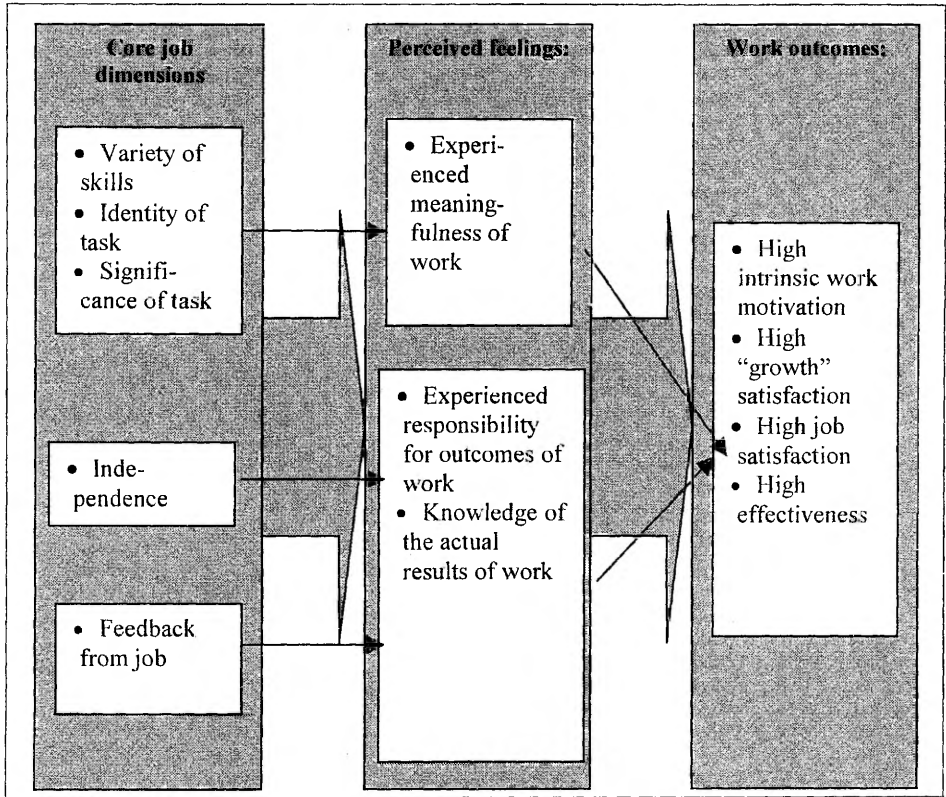 Core job
dimensions
• Variety of
skills
• Identity of
task
• Signifi-
cance of task
• Inde-
pendence
• Feedback
from job
Perceived feelings:
• Experi-
enced
meaning-
fulness of
work
• Experienced
responsibility
for outcomes of
work
• Knowledge of
the actual
results of work
Work outcomes:
• High
intrinsic work
motivation
• High
“growth”
satisfaction
• High job
satisfaction
• High
effectiveness